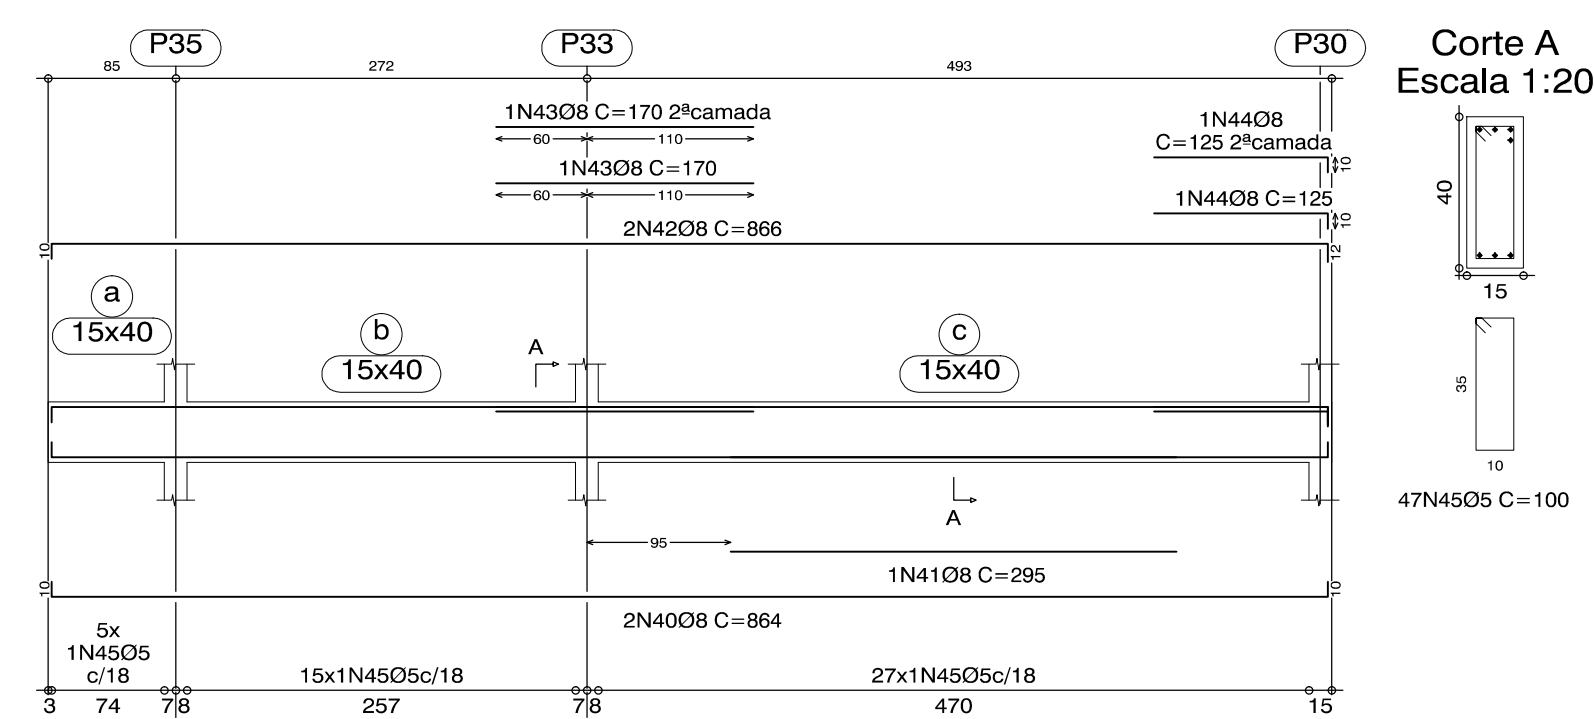 P35
P33
P30
Corte A
Escala 1:20
85
272
493
1N43Ø8 C=170 2ªcamada
60
110
1N43Ø8 C=170
60
110
1N44Ø8
C=125 2ªcamada
10
1N44Ø8 C=125
10
2N42Ø8 C=866
10
12
40
15
a
15x40
b
15x40
c
15x40
A
A
35
10
47N45Ø5 C=100
95
1N41Ø8 C=295
10
10
2N40Ø8 C=864
5x
1N45Ø5
c/18
15x1N45Ø5c/18
27x1N45Ø5c/18
3
74
7
8
257
7
8
470
15